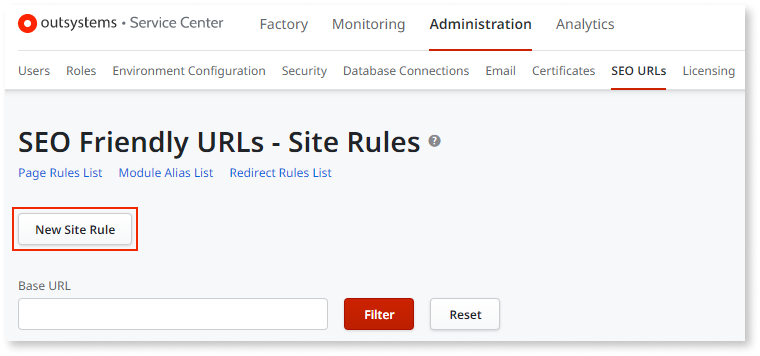 outsystems • Service Center Factory Monitoring Administration Analytics
Users Roles Environment Configuration Security Database Connections Email Certificates SEO URLs Licensing
SEO Friendly URLs - Site Rules ?
Page Rules List Module Alias List Redirect Rules List
New Site Rule
Base URL
Filter Reset